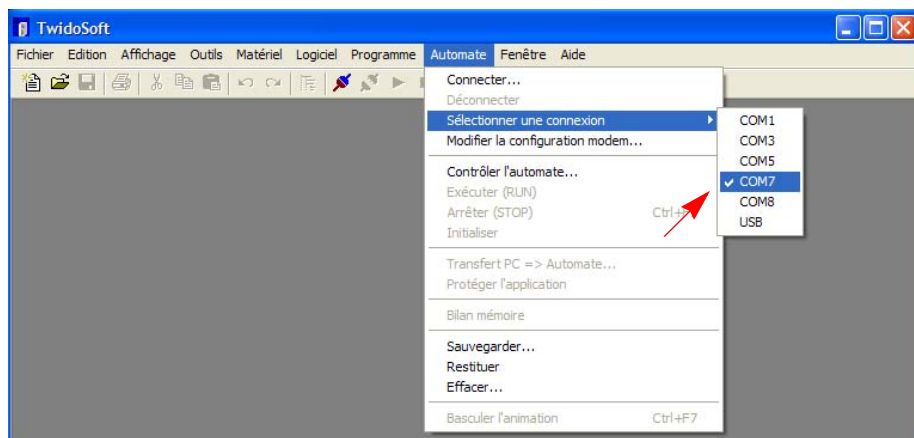 TwidoSoft
Fichier Edition Affichage Outils Matériel Logiciel Programme Automate Fenêtre Aide
Connecter...
Déconnecter
Sélectionner une connexion
Modifier la configuration modem...
Contrôler l'automate...
Exécuter (RUN)
Arrêter (STOP) Ctrl+
Initialiser
Transfert PC => Automate...
Protéger l'application
Bilan mémoire
Sauvegarder...
Restituer
Effacer...
Basculer l'animation Ctrl+F7
COM1
COM3
COM5
COM7
COM8
USB